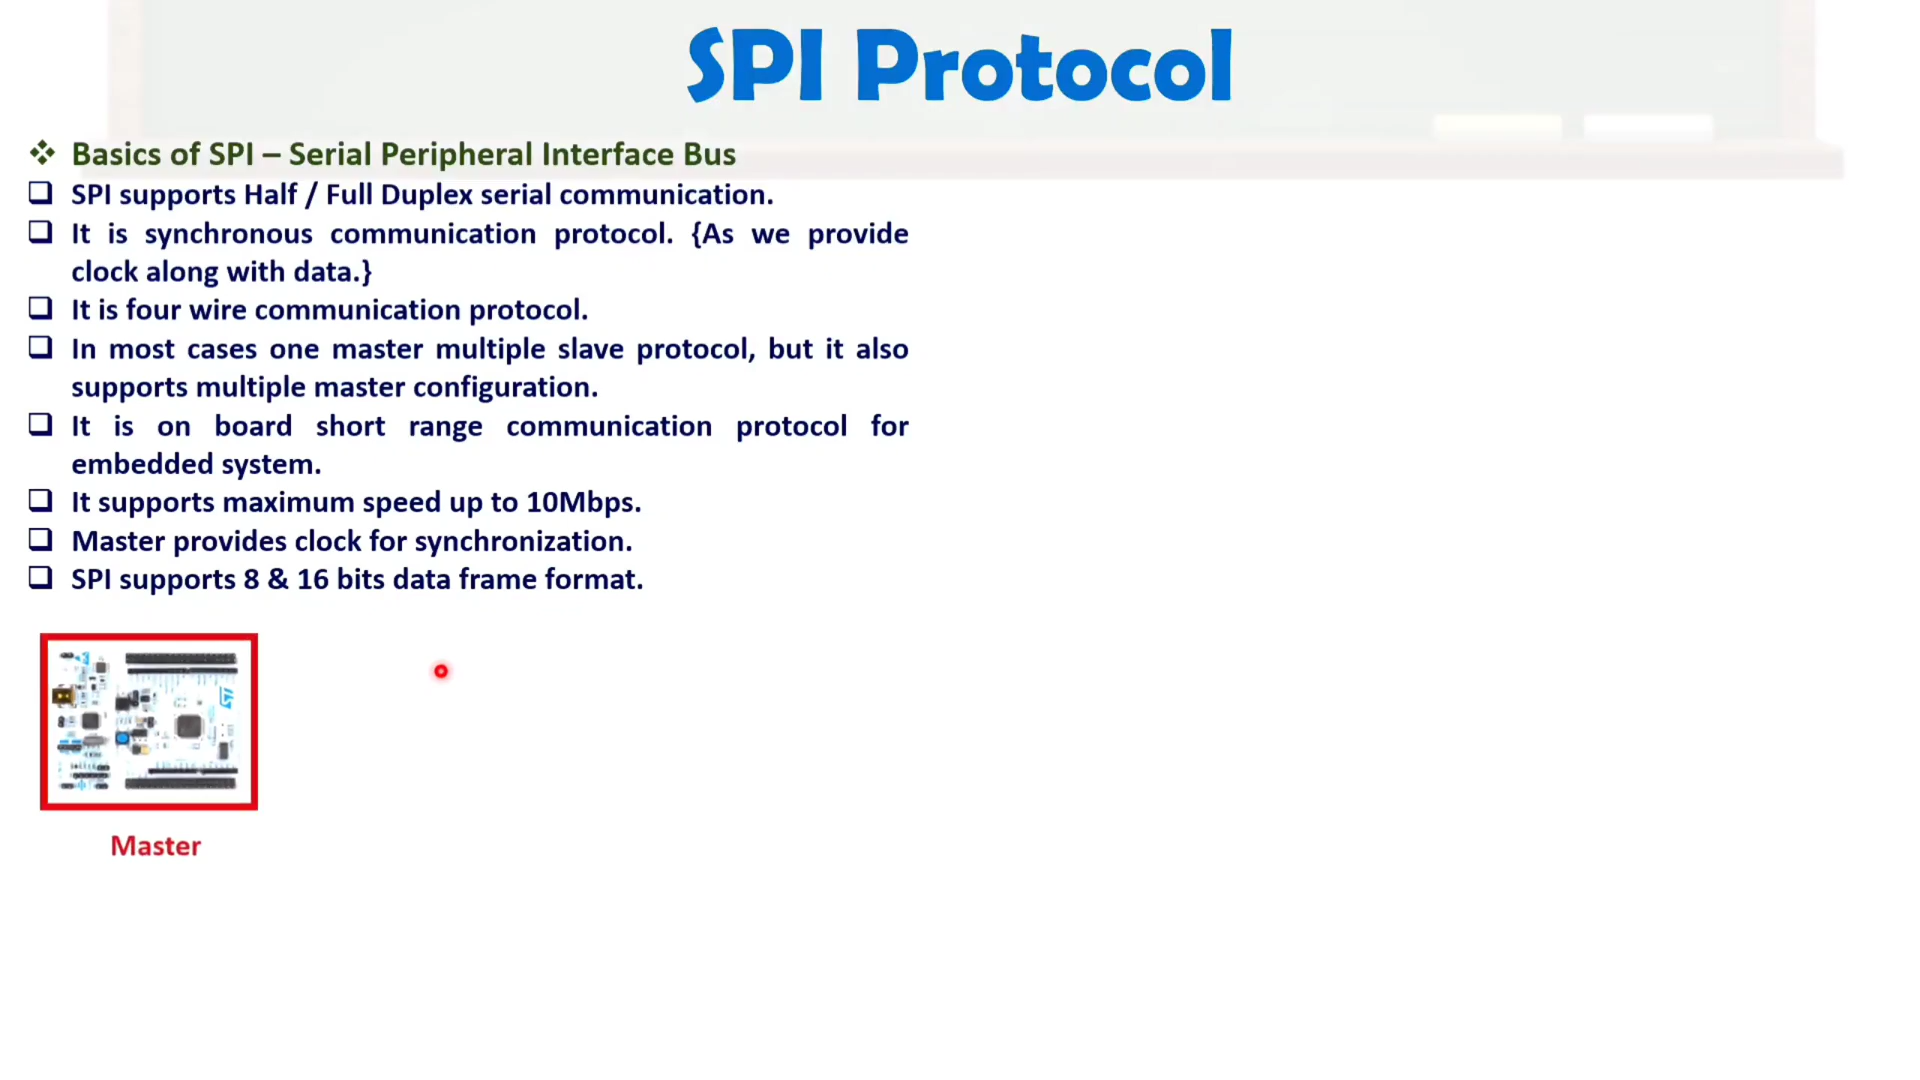 SPI Protocol
Basics of SPI – Serial Peripheral Interface Bus
SPI supports Half / Full Duplex serial communication.
It is synchronous communication protocol. {As we provide
clock along with data.}
It is four wire communication protocol.
In most cases one master multiple slave protocol, but it also
supports multiple master configuration.
It is on board short range communication protocol for
embedded system.
It supports maximum speed up to 10Mbps.
Master provides clock for synchronization.
SPI supports 8 & 16 bits data frame format.
Master